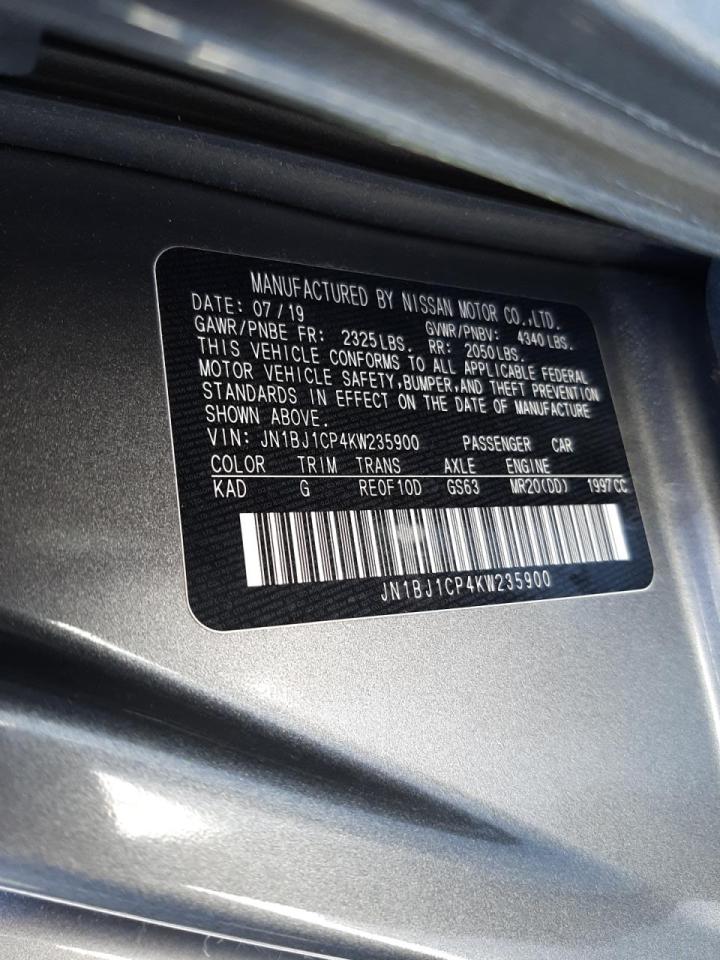 MANUFACTURED BY NISSAN MOTOR CO.,LTD.
DATE: 07/19 GVWR/PNBV: 4340LBS.
GAWR/PNBE FR: 2325LBS. RR: 2050LBS.
THIS VEHICLE CONFORMS TO ALL APPLICABLE FEDERAL
MOTOR VEHICLE SAFETY,BUMPER,AND THEFT PREVENTION
STANDARDS IN EFFECT ON THE DATE OF MANUFACTURE
SHOWN ABOVE.
VIN: JN1BJ1CP4KW235900 PASSENGER CAR
COLOR TRIM TRANS AXLE ENGINE
KAD G RE0F10D GS63 MR20(DD) 1997CC
JN1BJ1CP4KW235900